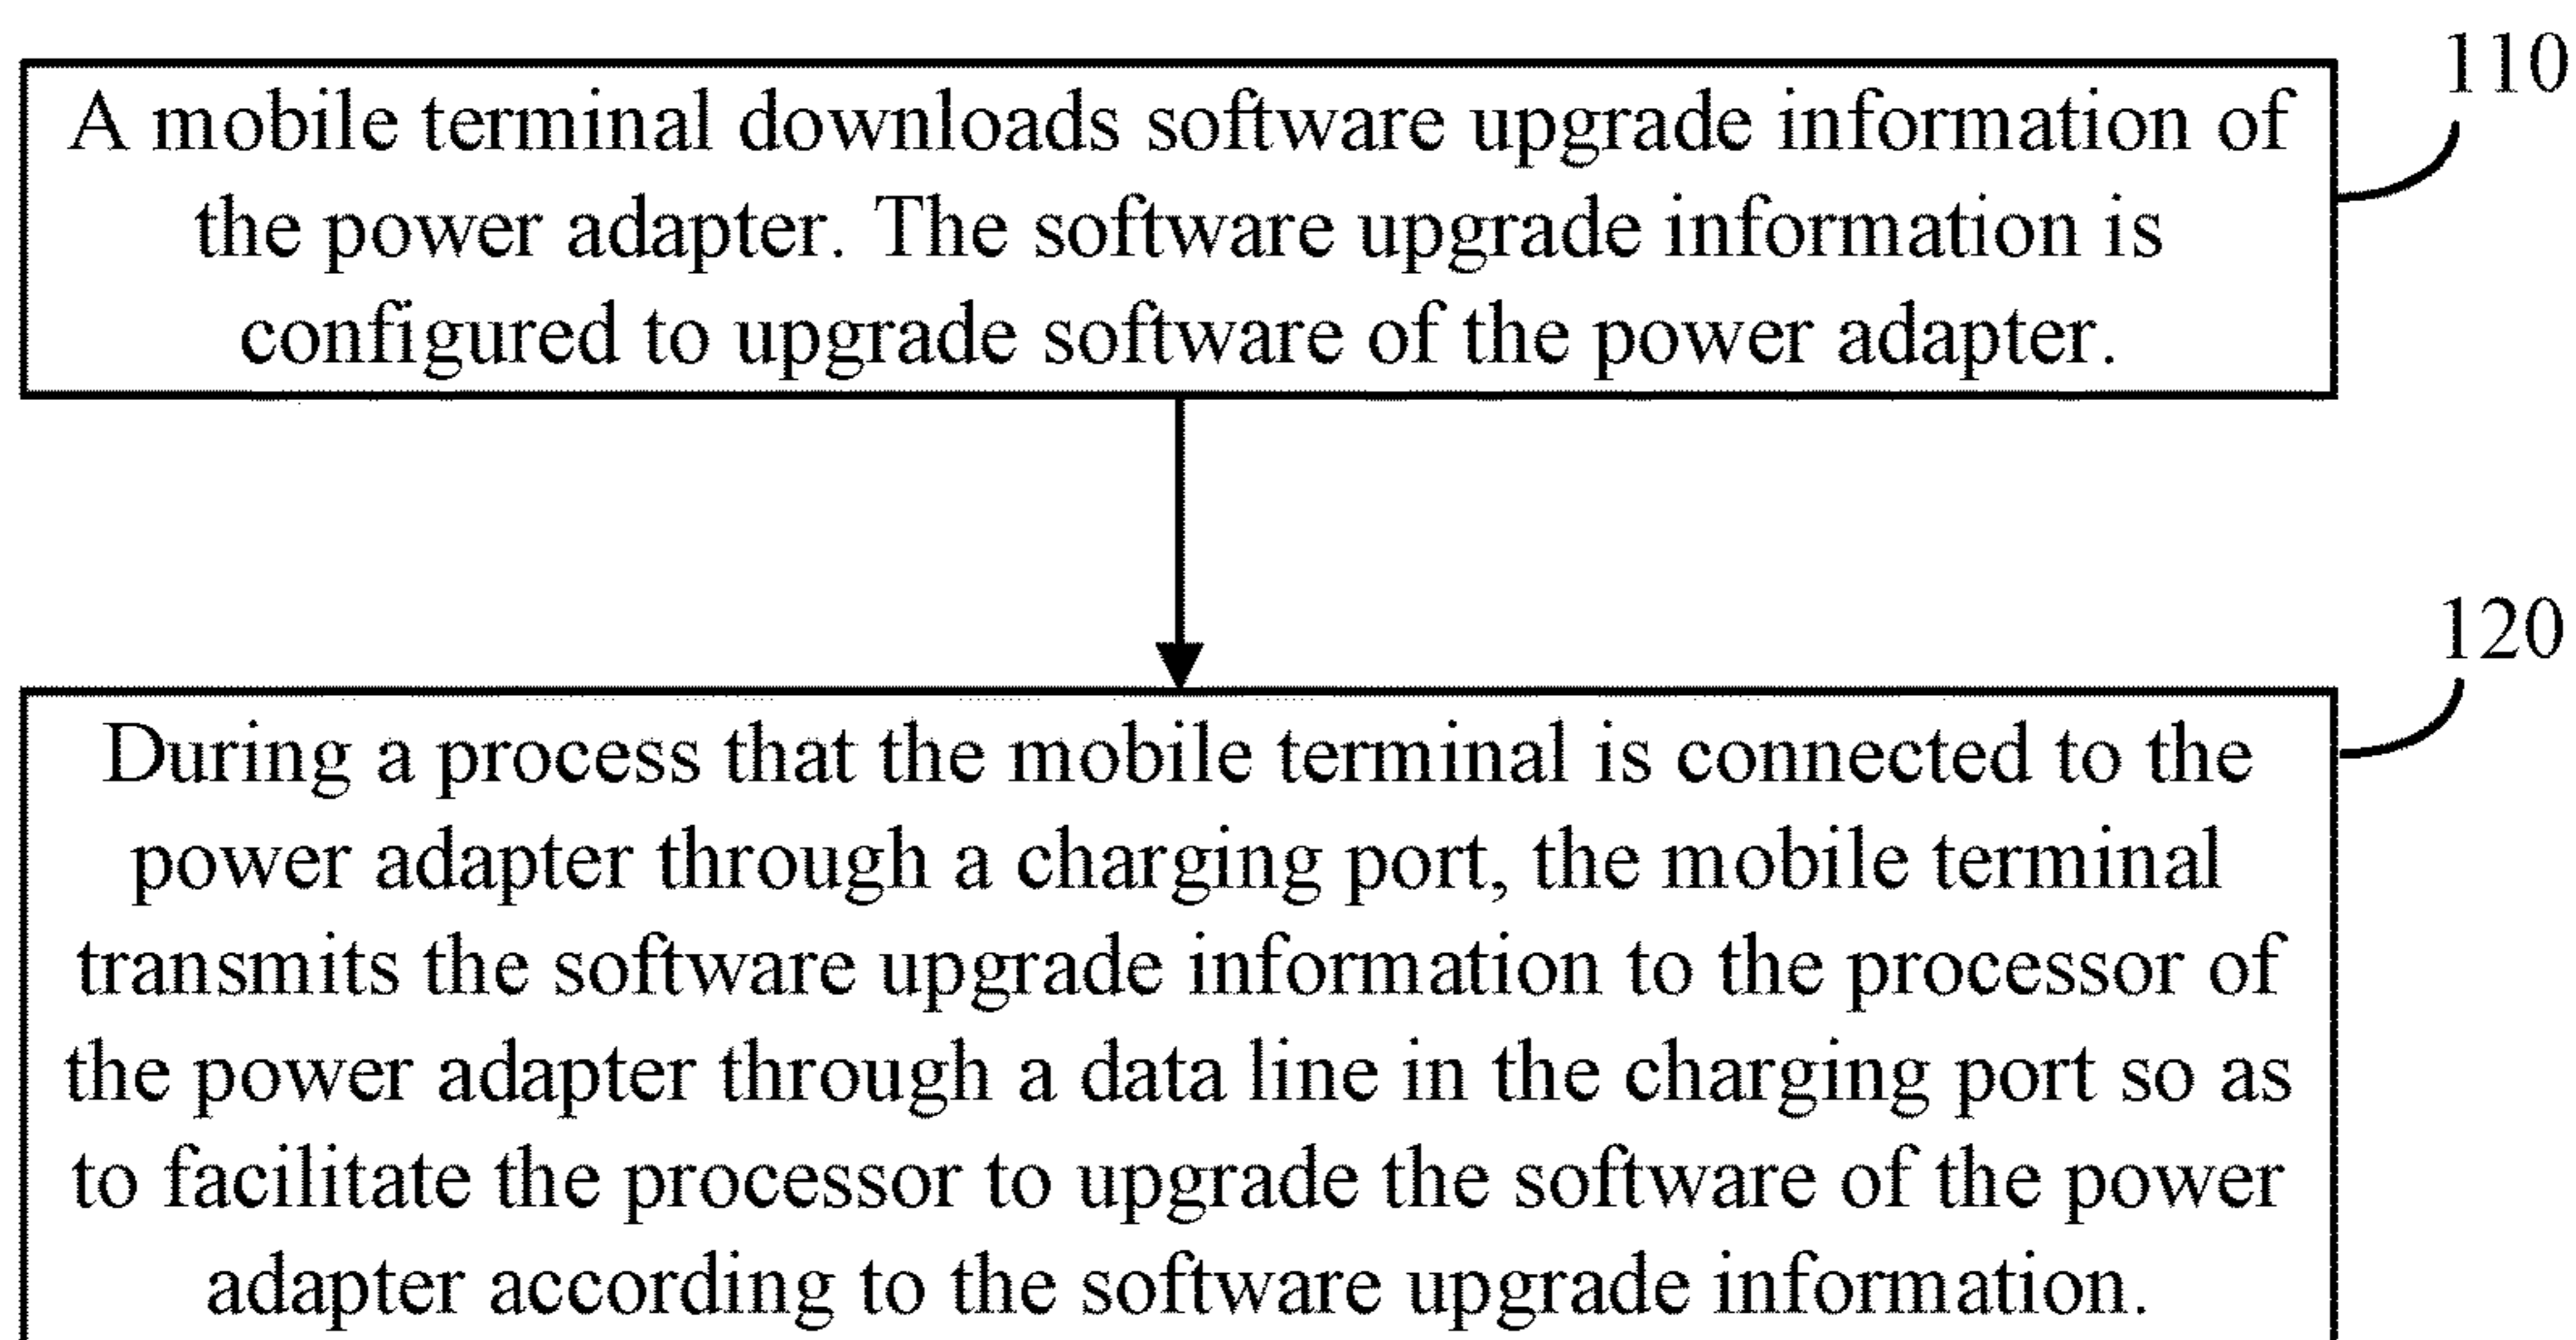 110
A mobile terminal downloads software upgrade information of
the power adapter. The software upgrade information is
configured to upgrade software of the power adapter.
120
During a process that the mobile terminal is connected to the
power adapter through a charging port, the mobile terminal
transmits the software upgrade information to the processor of
the power adapter through a data line in the charging port so as
to facilitate the processor to upgrade the software of the power
adapter according to the software upgrade information.